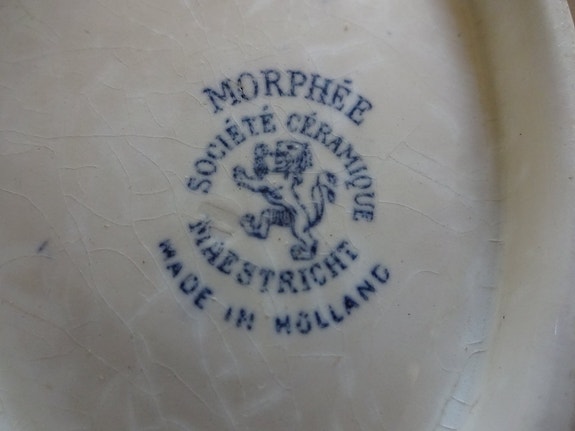 MORPHÉE
SOCIÉTÉ CÉRAMIQUE
MAESTRICHT
MADE IN HOLLAND